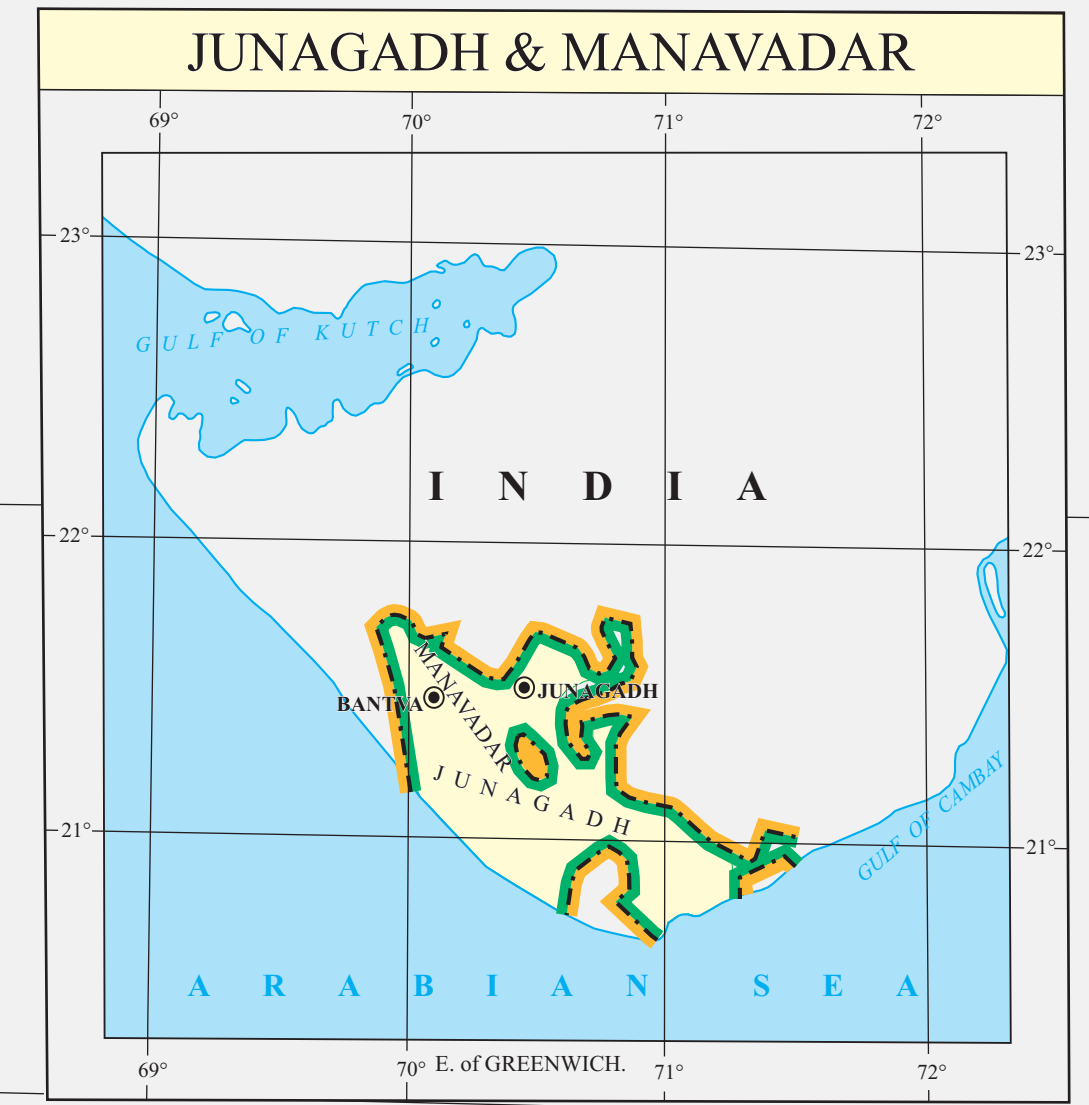 JUNAGADH & MANAVADAR
69° 70° 71° 72°
23° 23°
GULF OF KUTCH
INDIA
22° 22°
MANAVADAR
JUNAGADH
BANTVA
JUNAGADH
GULF OF CAMBAY
21° 21°
ARABIAN SEA
E. of GREENWICH.
69° 70° 71° 72°